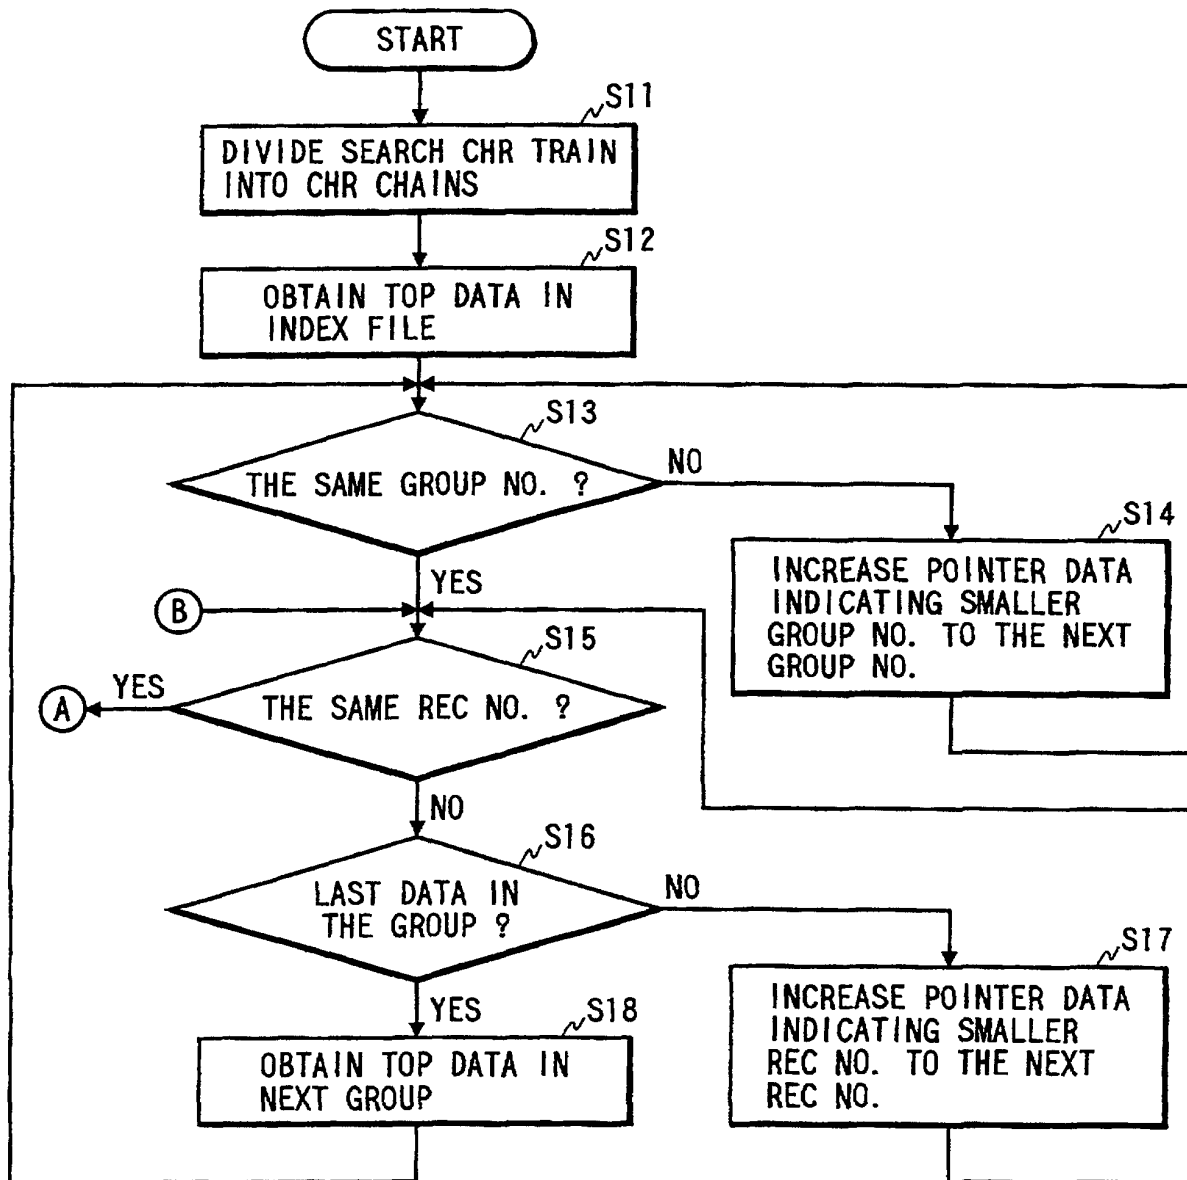 START
S11
DIVIDE SEARCH CHR TRAIN
INTO CHR CHAINS
S12
OBTAIN TOP DATA IN
INDEX FILE
S13
THE SAME GROUP NO. ?
NO
S14
INCREASE POINTER DATA
INDICATING SMALLER
GROUP NO. TO THE NEXT
GROUP NO.
YES
B
S15
THE SAME REC NO. ?
YES
A
NO
S16
LAST DATA IN
THE GROUP ?
NO
S17
INCREASE POINTER DATA
INDICATING SMALLER
REC NO. TO THE NEXT
REC NO.
YES
S18
OBTAIN TOP DATA IN
NEXT GROUP